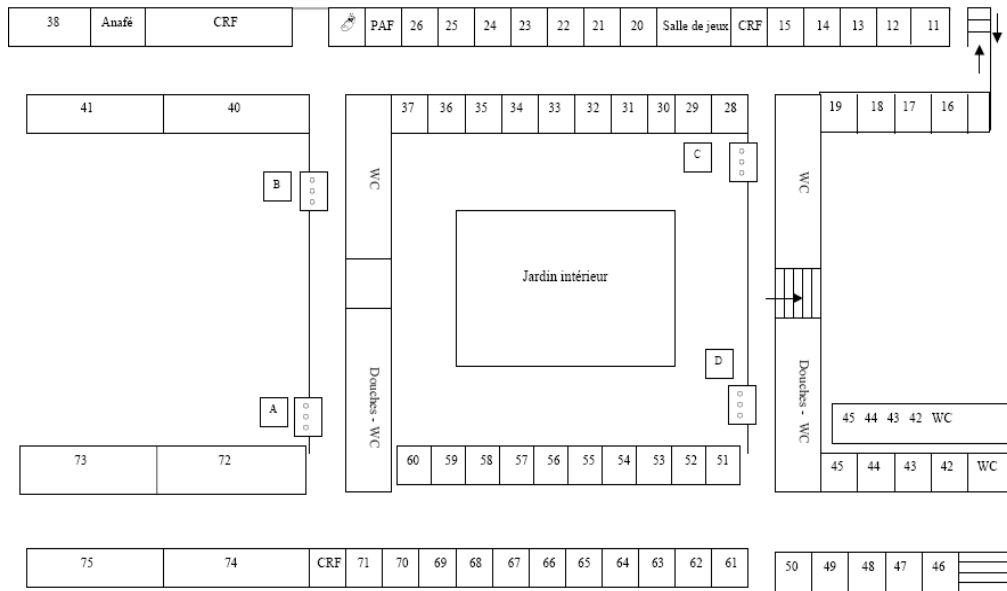 38 Anafé CRF PAF 26 25 24 23 22 21 20 Salle de jeux CRF 15 14 13 12 11
41 40 37 36 35 34 33 32 31 30 29 28 19 18 17 16
WC WC
C
B
Jardin intérieur
D
Douches - WC Douches - WC
A
45 44 43 42 WC
73 72 60 59 58 57 56 55 54 53 52 51 45 44 43 42 WC
75 74 CRF 71 70 69 68 67 66 65 64 63 62 61 50 49 48 47 46